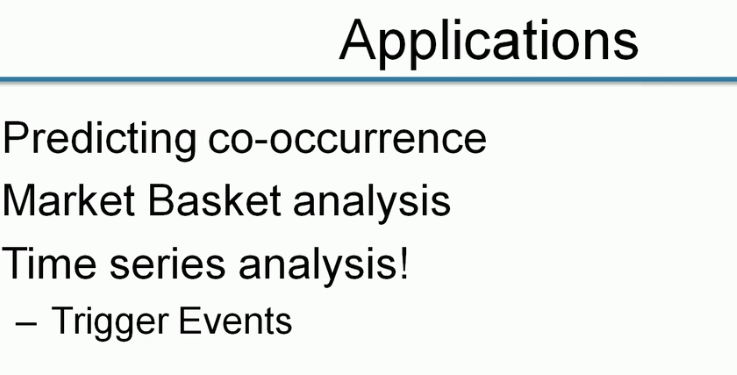 Applications
Predicting co-occurrence
Market Basket analysis
Time series analysis!
– Trigger Events